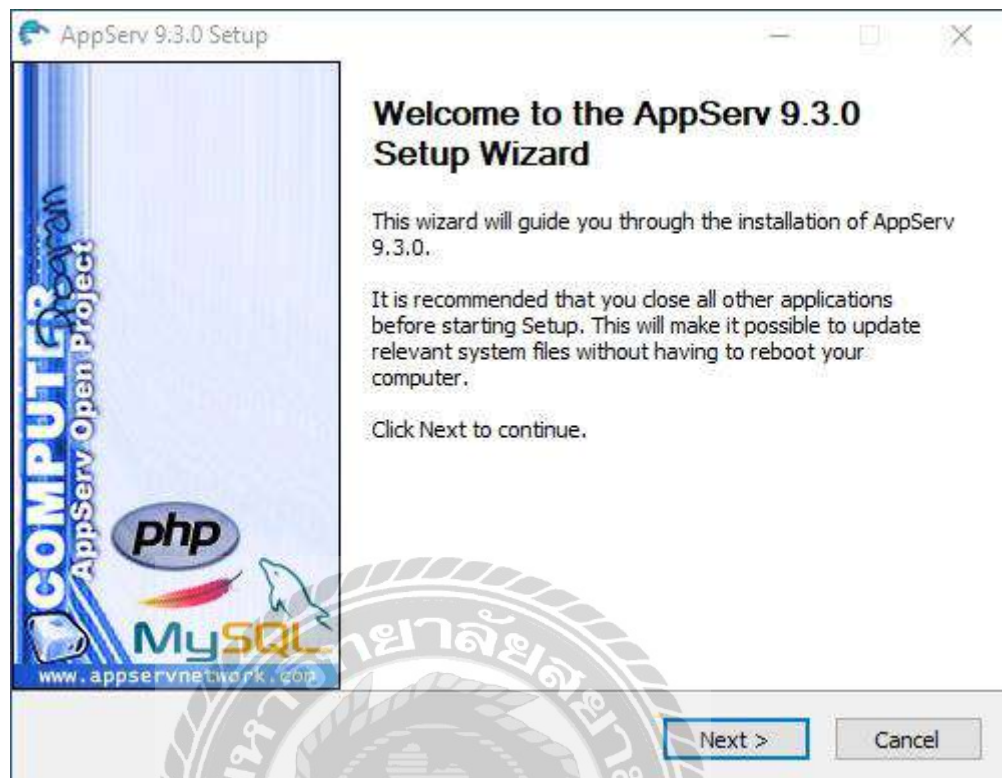 AppServ 9.3.0 Setup
Welcome to the AppServ 9.3.0
Setup Wizard
This wizard will guide you through the installation of AppServ
9.3.0.
It is recommended that you close all other applications
before starting Setup. This will make it possible to update
relevant system files without having to reboot your
computer.
Click Next to continue.
COMPUTER
Program
AppServ Open Project
php
MySQL
www.appservnetwork.com
Next >
Cancel